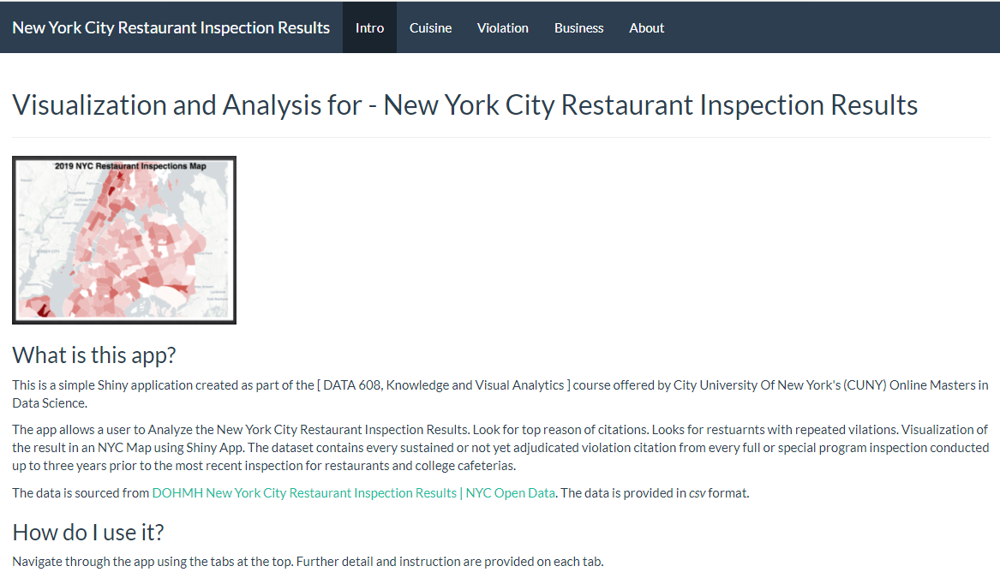 New York City Restaurant Inspection Results Intro Cuisine Violation Business About
Visualization and Analysis for - New York City Restaurant Inspection Results
2019 NYC Restaurant Inspections Map
What is this app?
This is a simple Shiny application created as part of the [ DATA 608, Knowledge and Visual Analytics ] course offered by City University Of New York's (CUNY) Online Masters in
Data Science.
The app allows a user to Analyze the New York City Restaurant Inspection Results. Look for top reason of citations. Looks for restuarnts with repeated vilations. Visualization of
the result in an NYC Map using Shiny App. The dataset contains every sustained or not yet adjudicated violation citation from every full or special program inspection conducted
up to three years prior to the most recent inspection for restaurants and college cafeterias.
The data is sourced from DOHMH New York City Restaurant Inspection Results | NYC Open Data. The data is provided in csv format.
How do I use it?
Navigate through the app using the tabs at the top. Further detail and instruction are provided on each tab.